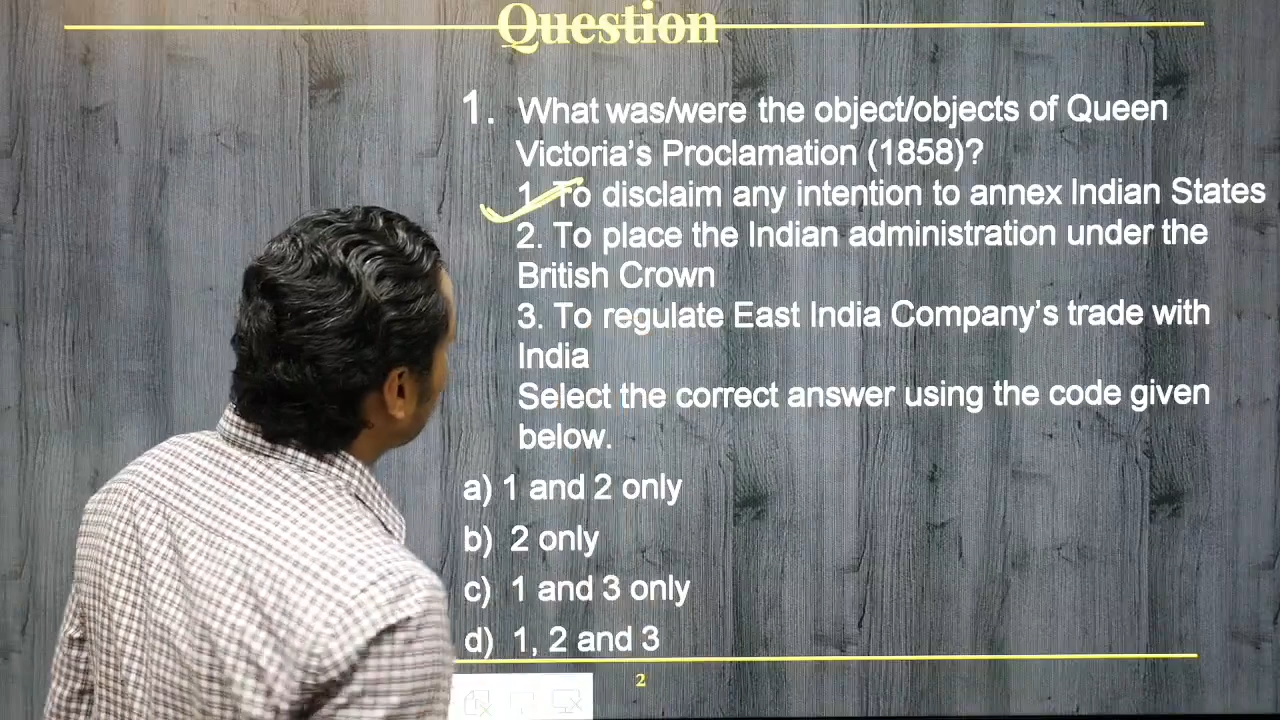 Question
1. What was/were the object/objects of Queen
Victoria's Proclamation (1858)?
1. To disclaim any intention to annex Indian States
2. To place the Indian administration under the
British Crown
3. To regulate East India Company's trade with
India
Select the correct answer using the code given
below.
a) 1 and 2 only
b) 2 only
c) 1 and 3 only
d) 1, 2 and 3
2